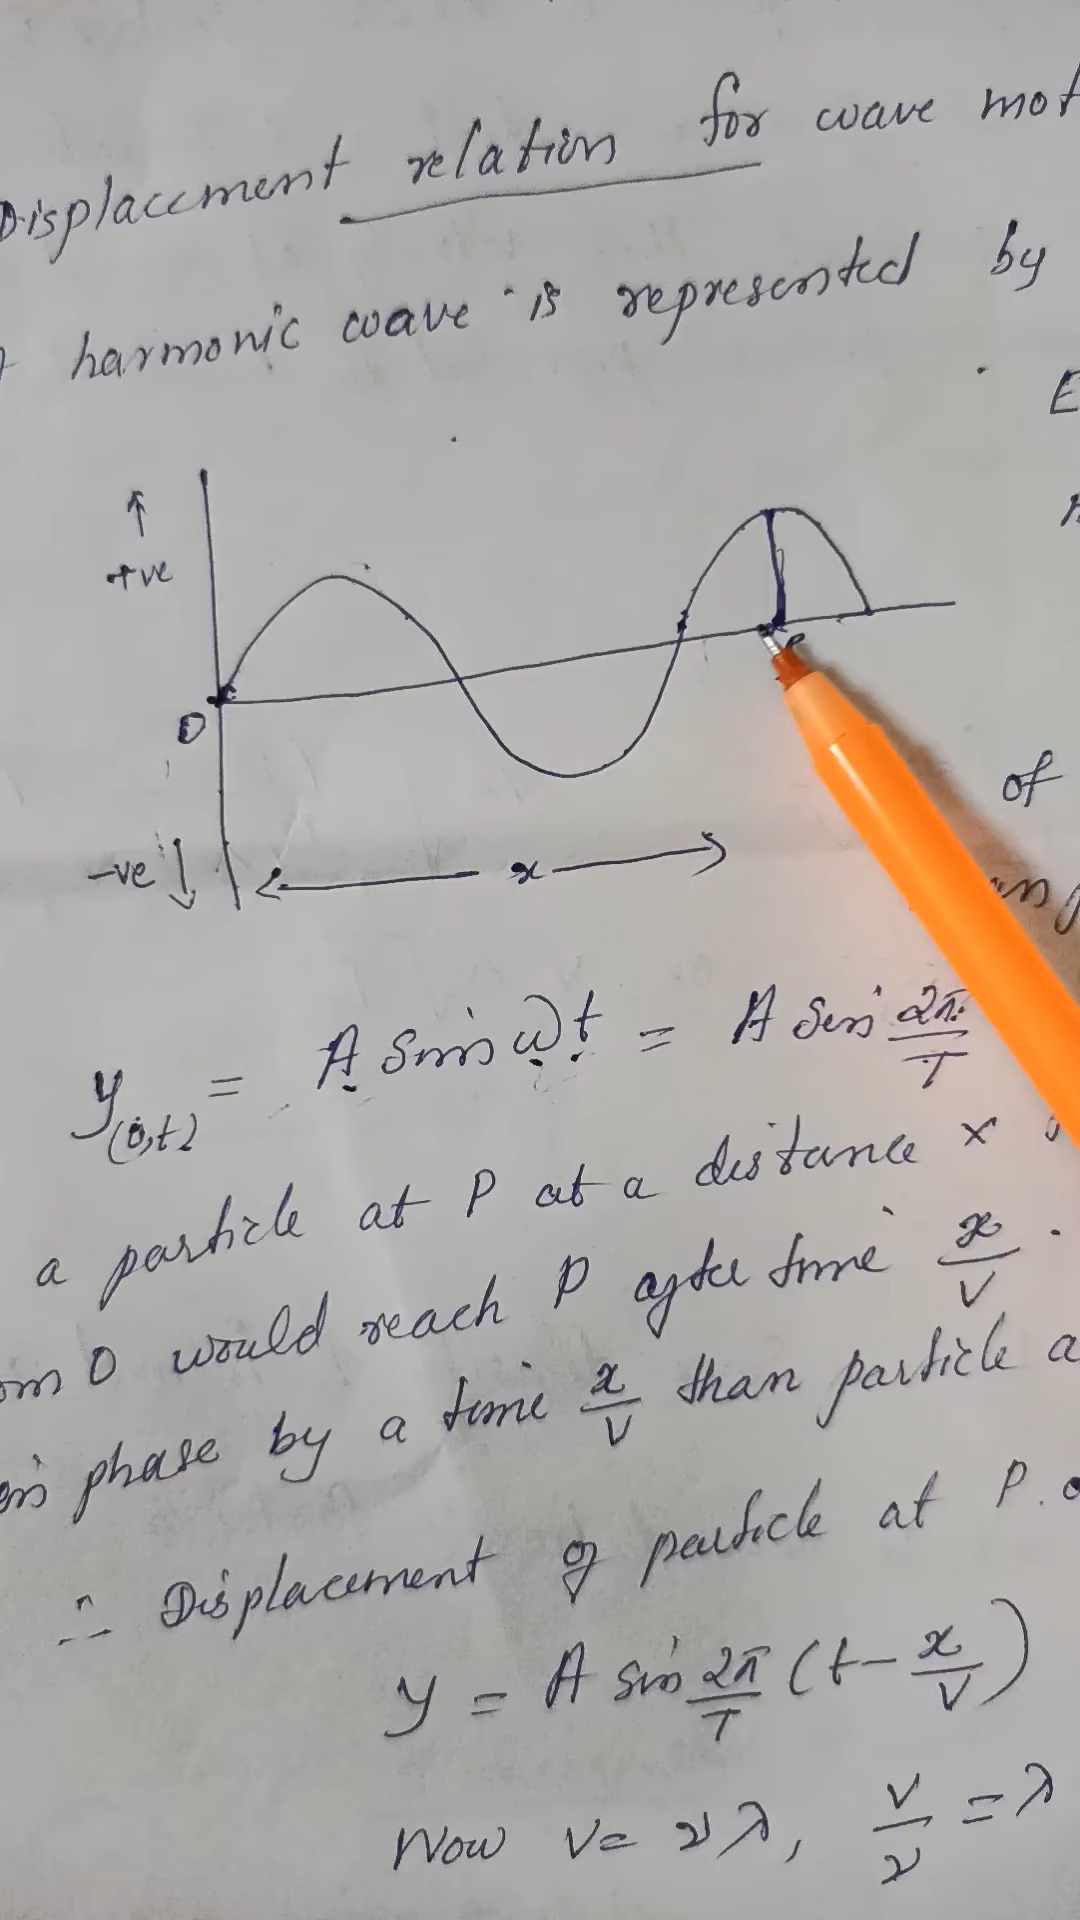 Displacement relation for wave mot
harmonic wave is represented by
E
↑
+ve
P
O
of
-ve ↓
x
y(0,t) = A sin ωt = A sin 2π/T
a particle at P at a distance x
om O would reach P after time x/v.
in phase by a time x/v than particle a
∴ Displacement of particle at P.
y = A sin 2π/T (t - x/v)
Now v = νλ, v/ν = λ